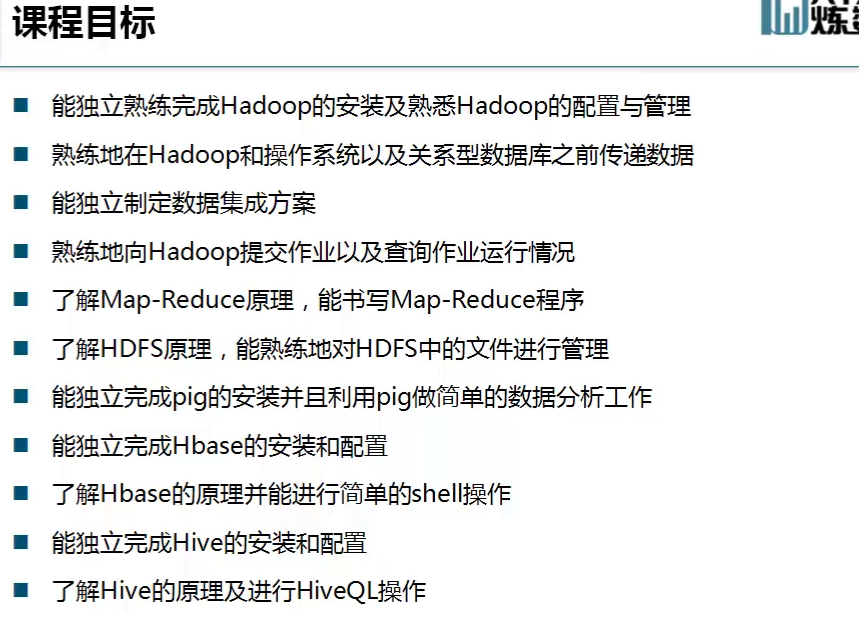 课程目标
能独立熟练完成Hadoop的安装及熟悉Hadoop的配置与管理
熟练地在Hadoop和操作系统以及关系型数据库之前传递数据
能独立制定数据集成方案
熟练地向Hadoop提交作业以及查询作业运行情况
了解Map-Reduce原理，能书写Map-Reduce程序
了解HDFS原理，能熟练地对HDFS中的文件进行管理
能独立完成pig的安装并且利用pig做简单的数据分析工作
能独立完成Hbase的安装和配置
了解Hbase的原理并能进行简单的shell操作
能独立完成Hive的安装和配置
了解Hive的原理及进行HiveQL操作